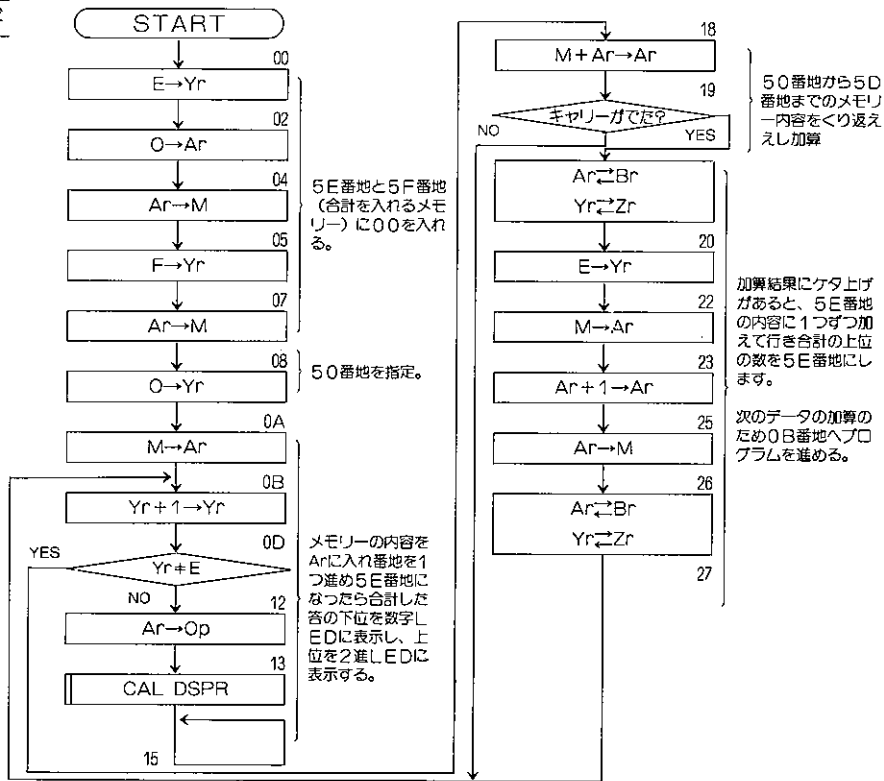 START
00
E→Yr
02
O→Ar
04
Ar→M
05
F→Yr
07
Ar→M
5E番地と5F番地
(合計を入れるメモ
リー)に00を入れ
る。
08
O→Yr
50番地を指定。
0A
M→Ar
0B
Yr+1→Yr
0D
Yr≠E
YES
NO
12
Ar→Op
13
CAL DSPR
15
メモリーの内容を
Arに入れ番地を1
つ進め5E番地に
なったら合計した
答の下位を数字L
EDに表示し、上
位を2進LEDに
表示する。
18
M+Ar→Ar
19
キャリーがでた?
NO
YES
50番地から5D
番地までのメモリ
ー内容をくり返え
えし加算
Ar⇄Br
Yr⇄Zr
20
E→Yr
22
M→Ar
23
Ar+1→Ar
25
Ar→M
26
Ar⇄Br
Yr⇄Zr
27
加算結果にケタ上げ
があると、5E番地
の内容に1つずつ加
えて行き合計の上位
の数を5E番地にし
ます。
次のデータの加算の
ため0B番地へプロ
グラムを進める。